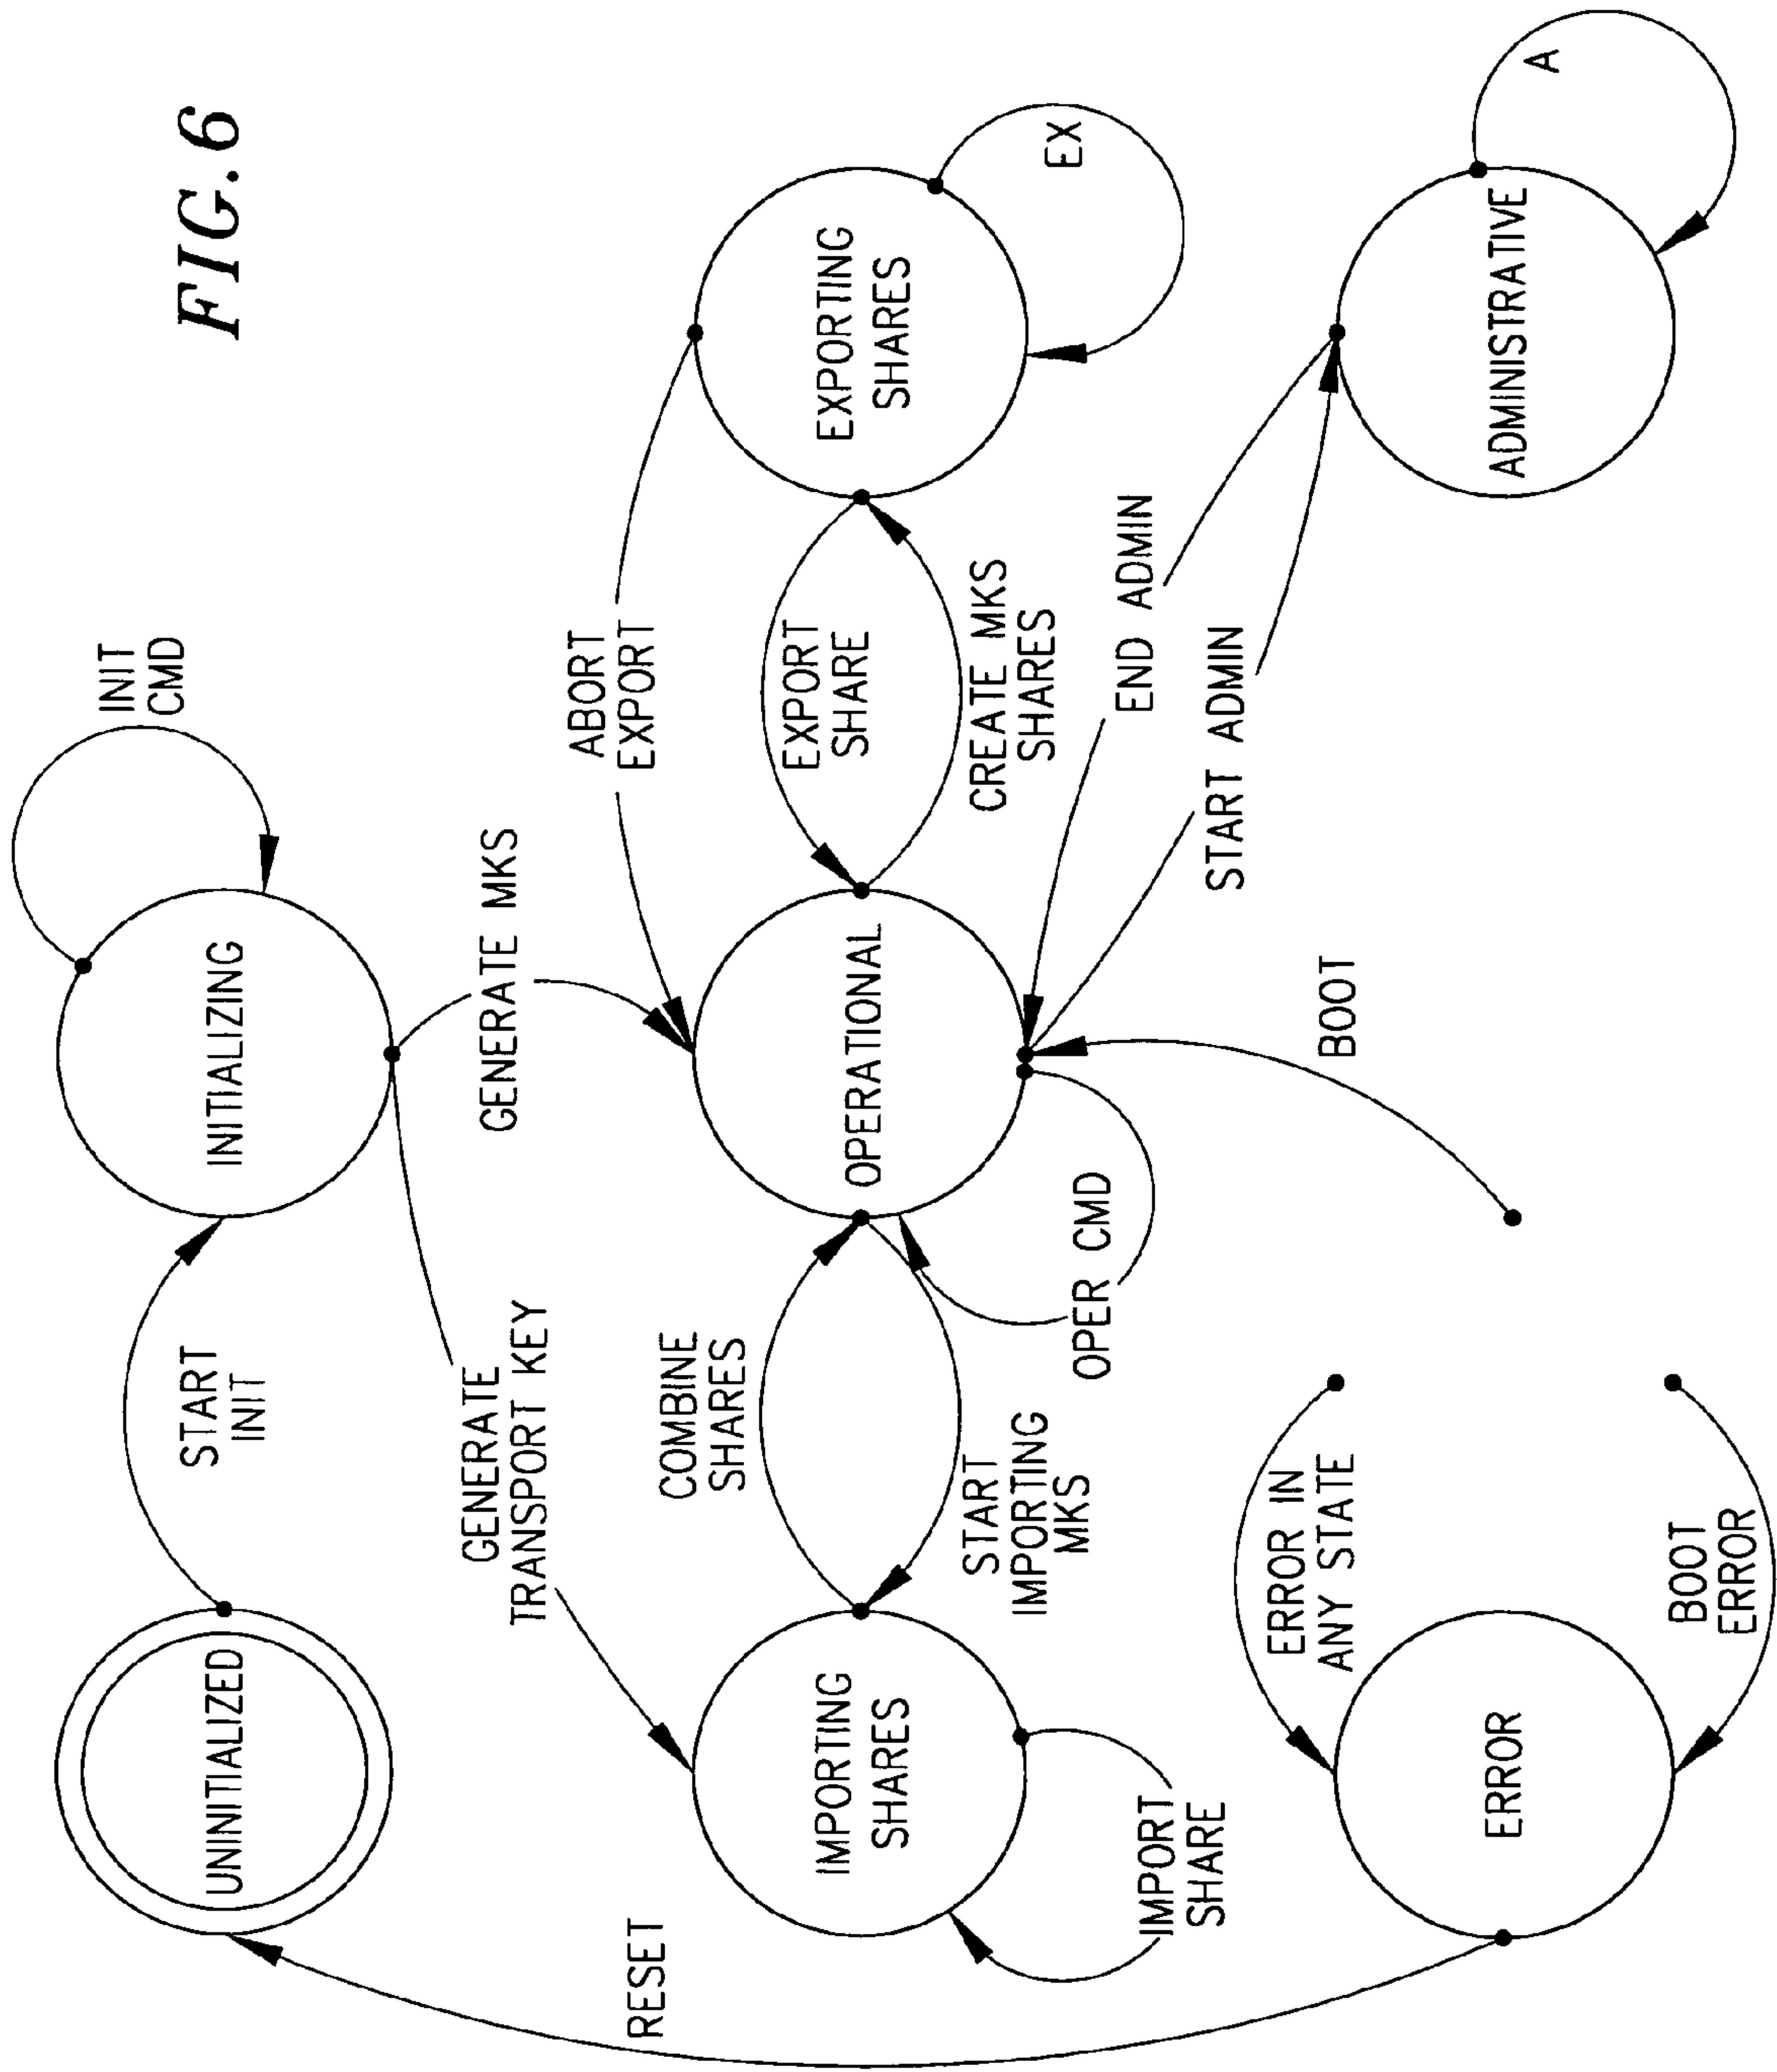 FIG. 6
UNINITIALIZED
START
INIT
INITIALIZING
INIT
CMD
RESET
GENERATE
TRANSPORT KEY
GENERATE MKS
ABORT
EXPORT
IMPORTING
SHARES
COMBINE
SHARES
START
IMPORTING
MKS
OPERATIONAL
EXPORT
SHARE
CREATE MKS
SHARES
EXPORTING
SHARES
EX
IMPORT
SHARE
OPER CMD
END ADMIN
START ADMIN
ERROR
ERROR IN
ANY STATE
BOOT
ERROR
BOOT
ADMINISTRATIVE
A